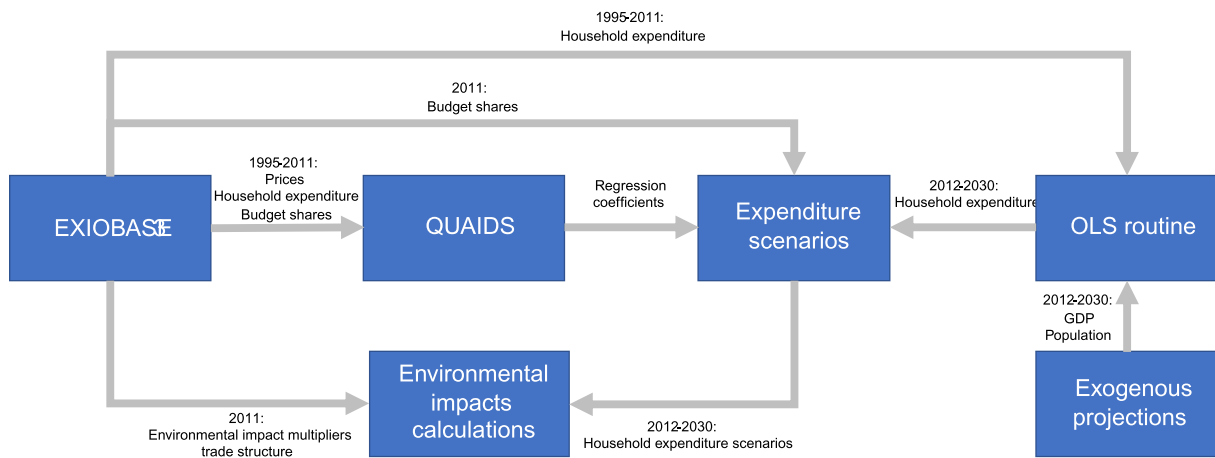 1995-2011:
Household expenditure
2011:
Budget shares
1995-2011:
Prices
Household expenditure
Budget shares
Regression
coefficients
2012-2030:
Household expenditure
EXIOBASE3
QUAIDS
Expenditure
scenarios
OLS routine
2012-2030:
GDP
Population
Environmental
impacts
calculations
Exogenous
projections
2011:
Environmental impact multipliers
trade structure
2012-2030:
Household expenditure scenarios